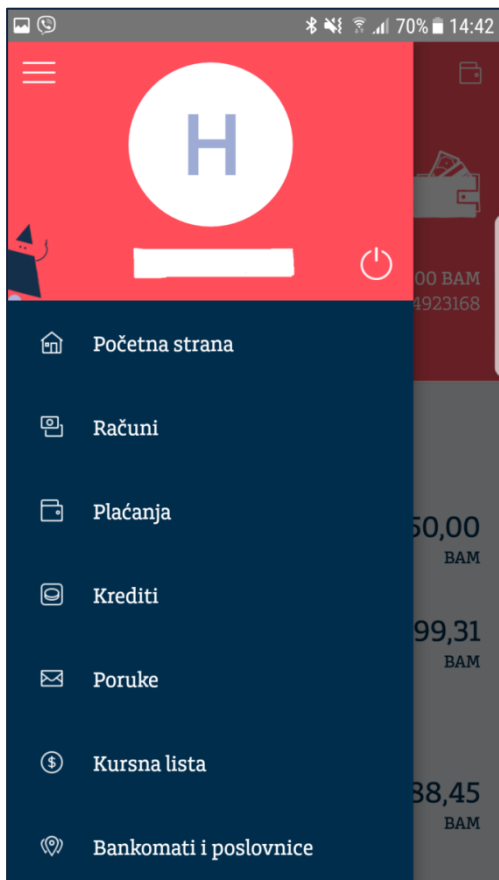 70% 14:42
H
00 BAM
4923168
Početna strana
Računi
Plaćanja
50,00
BAM
Krediti
99,31
BAM
Poruke
Kursna lista
$
38,45
BAM
Bankomati i poslovnice